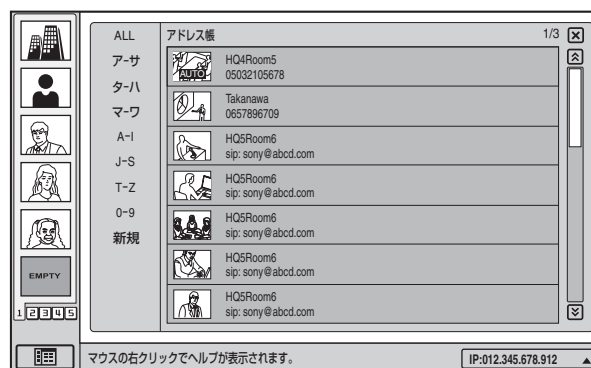 ALL
ア-サ
タ-ハ
マ-ワ
A-I
J-S
T-Z
0-9
新規
アドレス帳
1/3
AUTO
HQ4Room5
05032105678
Takanawa
0657896709
HQ5Room6
sip: sony@abcd.com
HQ5Room6
sip: sony@abcd.com
HQ5Room6
sip: sony@abcd.com
HQ5Room6
sip: sony@abcd.com
HQ5Room6
sip: sony@abcd.com
EMPTY
1 2 3 4 5
マウスの右クリックでヘルプが表示されます。
IP:012.345.678.912